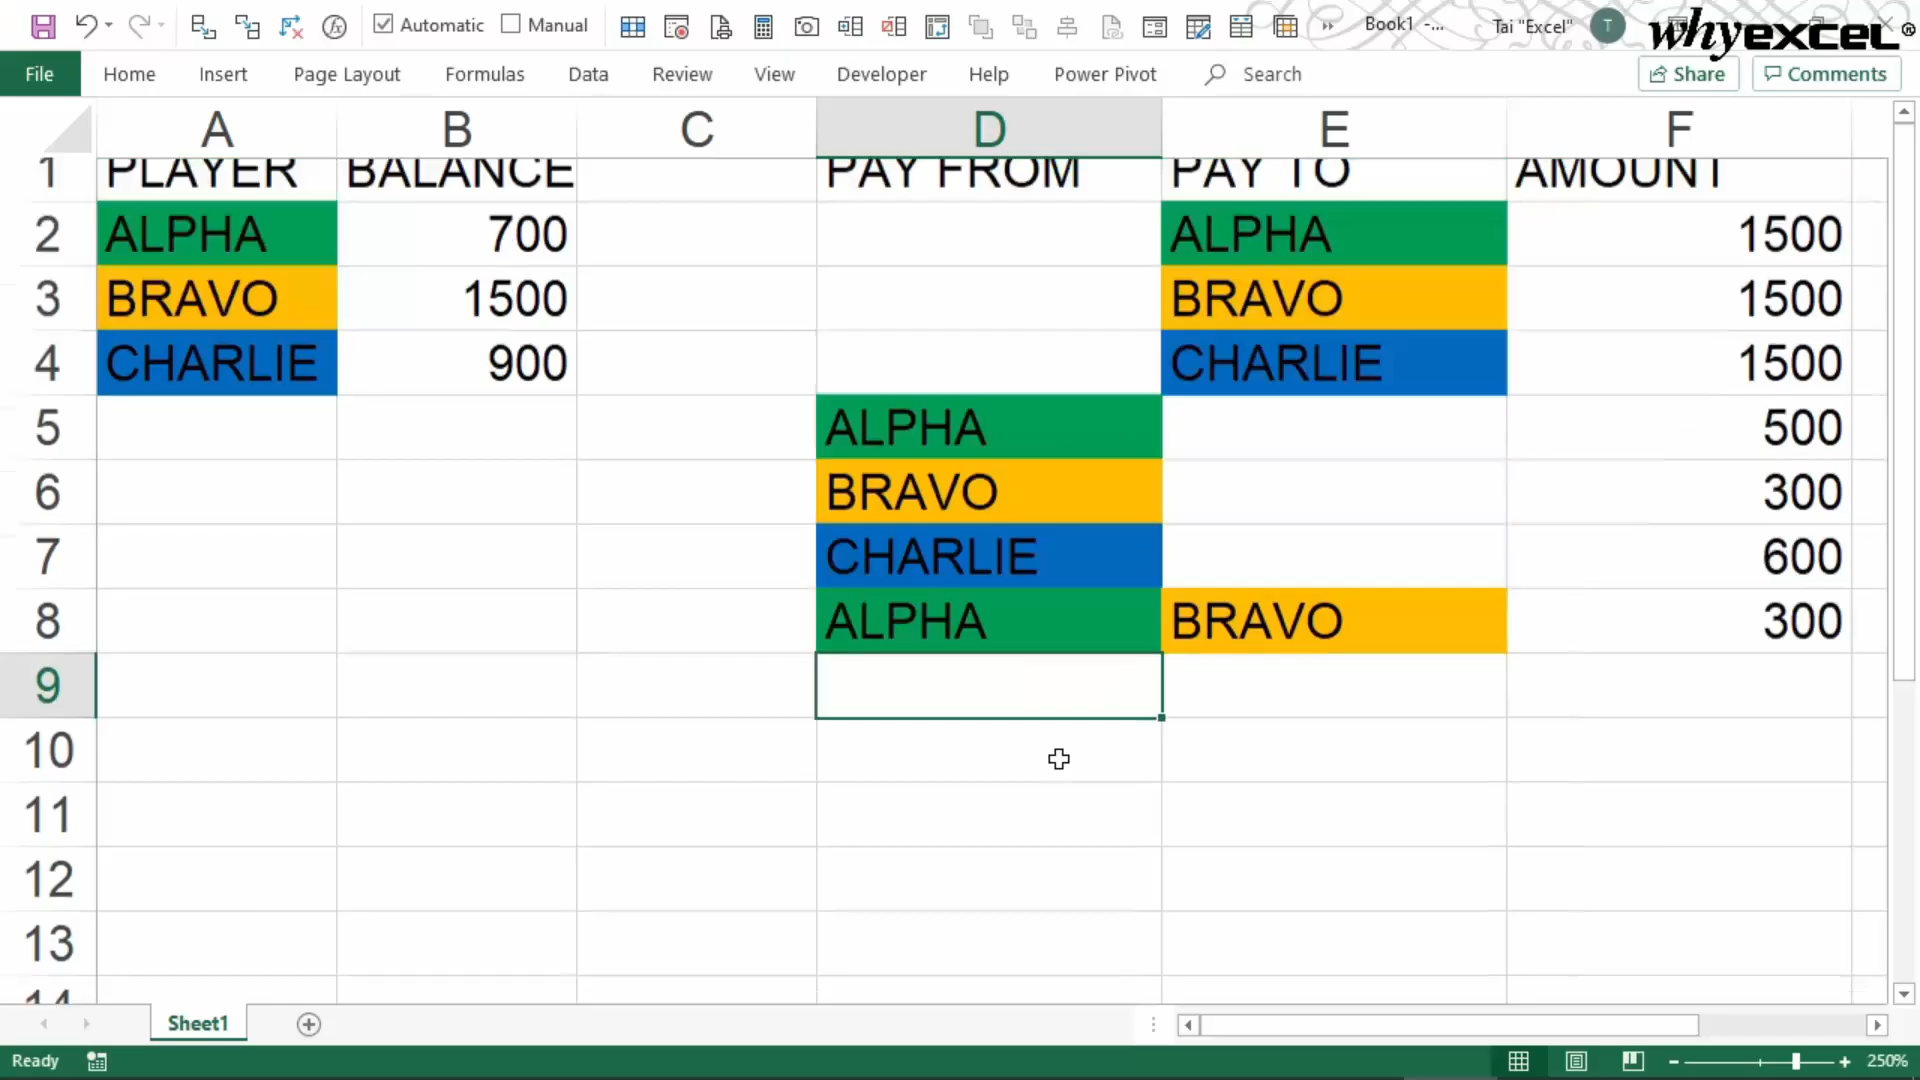 Automatic Manual Book1 -... Tai "Excel" T whyEXCEL®
File Home Insert Page Layout Formulas Data Review View Developer Help Power Pivot Search Share Comments
A B C D E F
1 PLAYER BALANCE PAY FROM PAY TO AMOUNT
2 ALPHA 700 ALPHA 1500
3 BRAVO 1500 BRAVO 1500
4 CHARLIE 900 CHARLIE 1500
5 ALPHA 500
6 BRAVO 300
7 CHARLIE 600
8 ALPHA BRAVO 300
9
10
11
12
13
14
Sheet1
Ready 250%